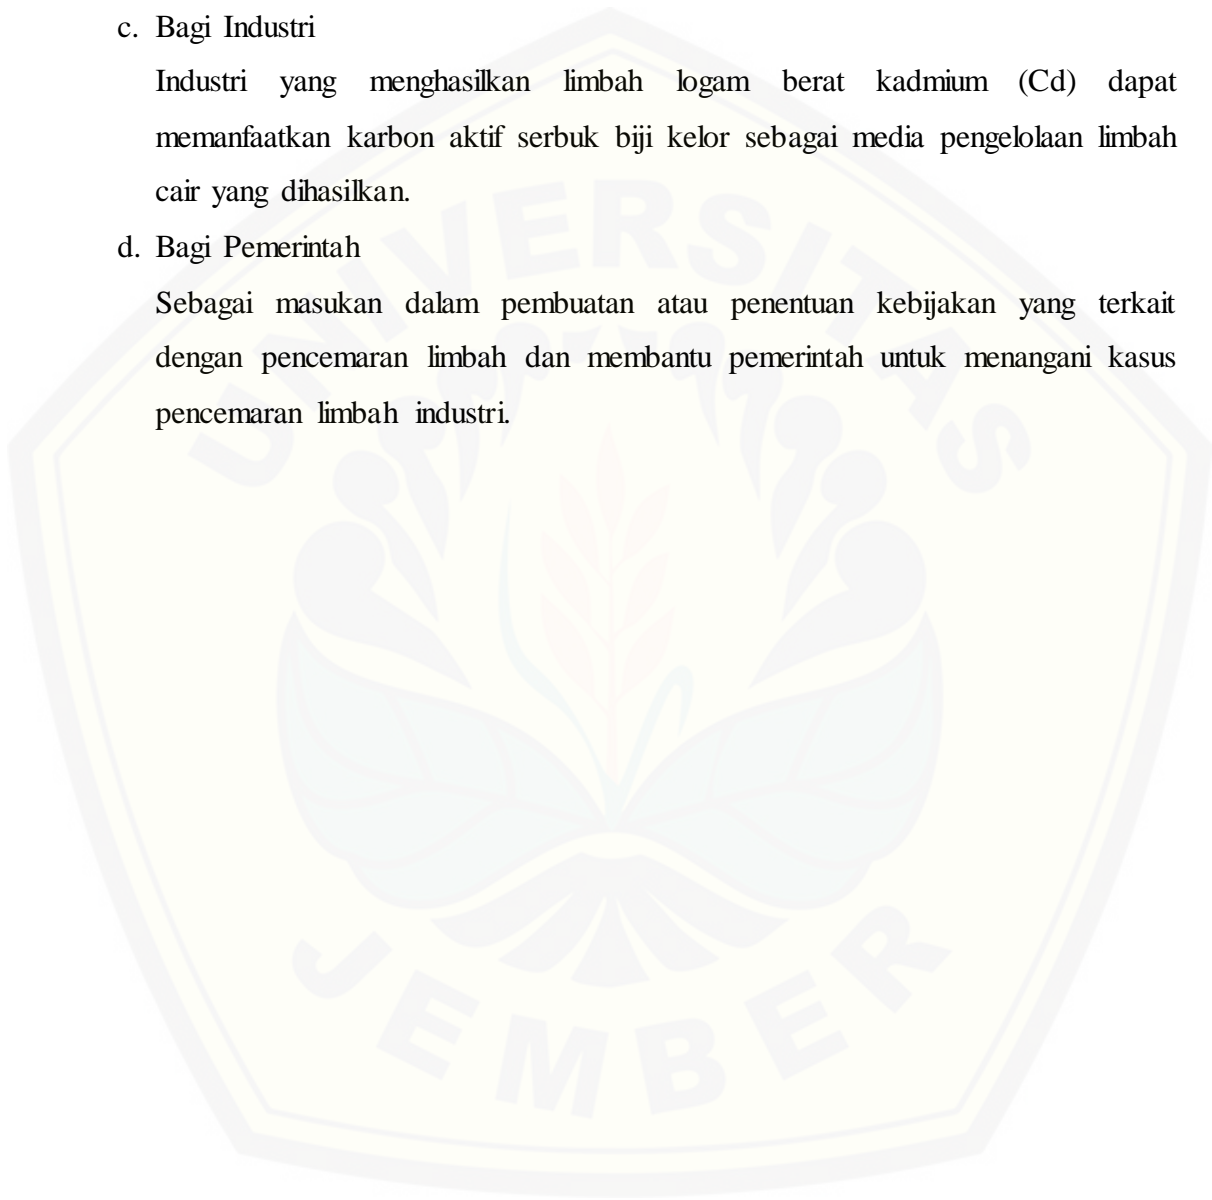 c. Bagi Industri
Industri yang menghasilkan limbah logam berat kadmium (Cd) dapat
memanfaatkan karbon aktif serbuk biji kelor sebagai media pengelolaan limbah
cair yang dihasilkan.
d. Bagi Pemerintah
Sebagai masukan dalam pembuatan atau penentuan kebijakan yang terkait
dengan pencemaran limbah dan membantu pemerintah untuk menangani kasus
pencemaran limbah industri.
UNIVERSITAS
JEMBER